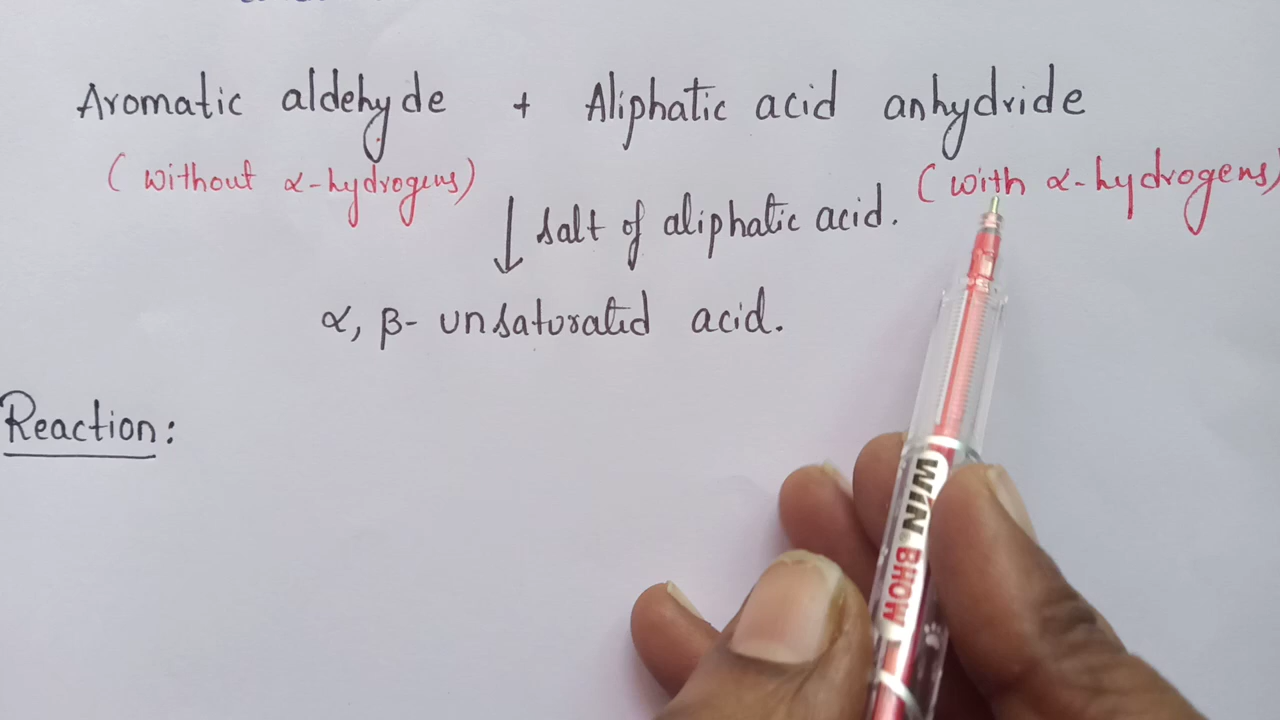 Aromatic aldehyde + Aliphatic acid anhydride
(without α-hydrogens) (with α-hydrogens)
↓ salt of aliphatic acid.
α, β- unsaturated acid.
Reaction:
WIN.BHOW